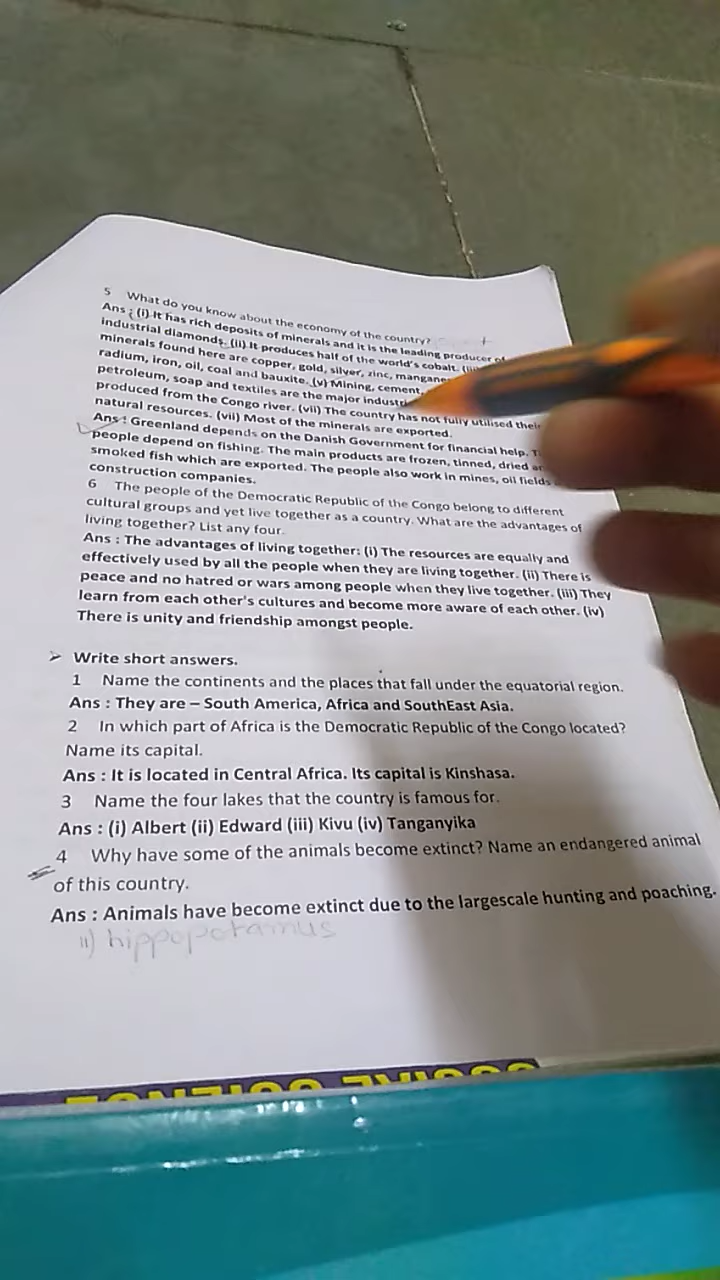 5 What do you know about the economy of the country?
Ans : (i) It has rich deposits of minerals and it is the leading producer of
industrial diamonds. (ii) It produces half of the world's cobalt. (iii
minerals found here are copper, gold, silver, zinc, mangane
radium, iron, oil, coal and bauxite. (v) Mining, cement,
petroleum, soap and textiles are the major industri
produced from the Congo river. (vii) The country has not fully utilised their
natural resources. (vii) Most of the minerals are exported.
Ans : Greenland depends on the Danish Government for financial help. T
people depend on fishing. The main products are frozen, tinned, dried an
smoked fish which are exported. The people also work in mines, oil fields
construction companies.
6 The people of the Democratic Republic of the Congo belong to different
cultural groups and yet live together as a country. What are the advantages of
living together? List any four.
Ans : The advantages of living together: (i) The resources are equally and
effectively used by all the people when they are living together. (ii) There is
peace and no hatred or wars among people when they live together. (iii) They
learn from each other's cultures and become more aware of each other. (iv)
There is unity and friendship amongst people.
➢ Write short answers.
1 Name the continents and the places that fall under the equatorial region.
Ans : They are – South America, Africa and SouthEast Asia.
2 In which part of Africa is the Democratic Republic of the Congo located?
Name its capital.
Ans : It is located in Central Africa. Its capital is Kinshasa.
3 Name the four lakes that the country is famous for.
Ans : (i) Albert (ii) Edward (iii) Kivu (iv) Tanganyika
4 Why have some of the animals become extinct? Name an endangered animal
of this country.
Ans : Animals have become extinct due to the largescale hunting and poaching.
ii) hippopotamus